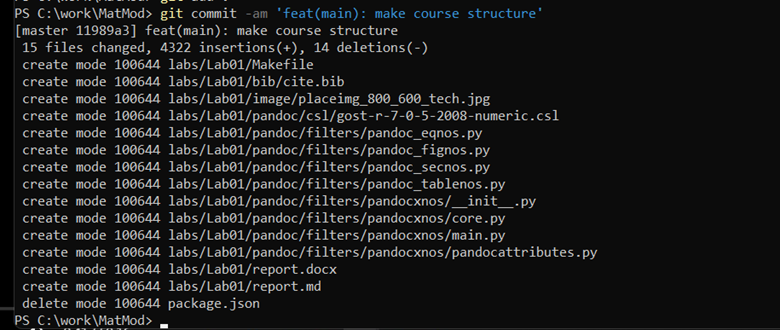 PS C:\work\MatMod> git commit -am 'feat(main): make course structure'
[master 11989a3] feat(main): make course structure
 15 files changed, 4322 insertions(+), 14 deletions(-)
 create mode 100644 labs/Lab01/Makefile
 create mode 100644 labs/Lab01/bib/cite.bib
 create mode 100644 labs/Lab01/image/placeimg_800_600_tech.jpg
 create mode 100644 labs/Lab01/pandoc/csl/gost-r-7-0-5-2008-numeric.csl
 create mode 100644 labs/Lab01/pandoc/filters/pandoc_eqnos.py
 create mode 100644 labs/Lab01/pandoc/filters/pandoc_fignos.py
 create mode 100644 labs/Lab01/pandoc/filters/pandoc_secnos.py
 create mode 100644 labs/Lab01/pandoc/filters/pandoc_tablenos.py
 create mode 100644 labs/Lab01/pandoc/filters/pandocxnos/__init__.py
 create mode 100644 labs/Lab01/pandoc/filters/pandocxnos/core.py
 create mode 100644 labs/Lab01/pandoc/filters/pandocxnos/main.py
 create mode 100644 labs/Lab01/pandoc/filters/pandocxnos/pandocattributes.py
 create mode 100644 labs/Lab01/report.docx
 create mode 100644 labs/Lab01/report.md
 delete mode 100644 package.json
PS C:\work\MatMod>